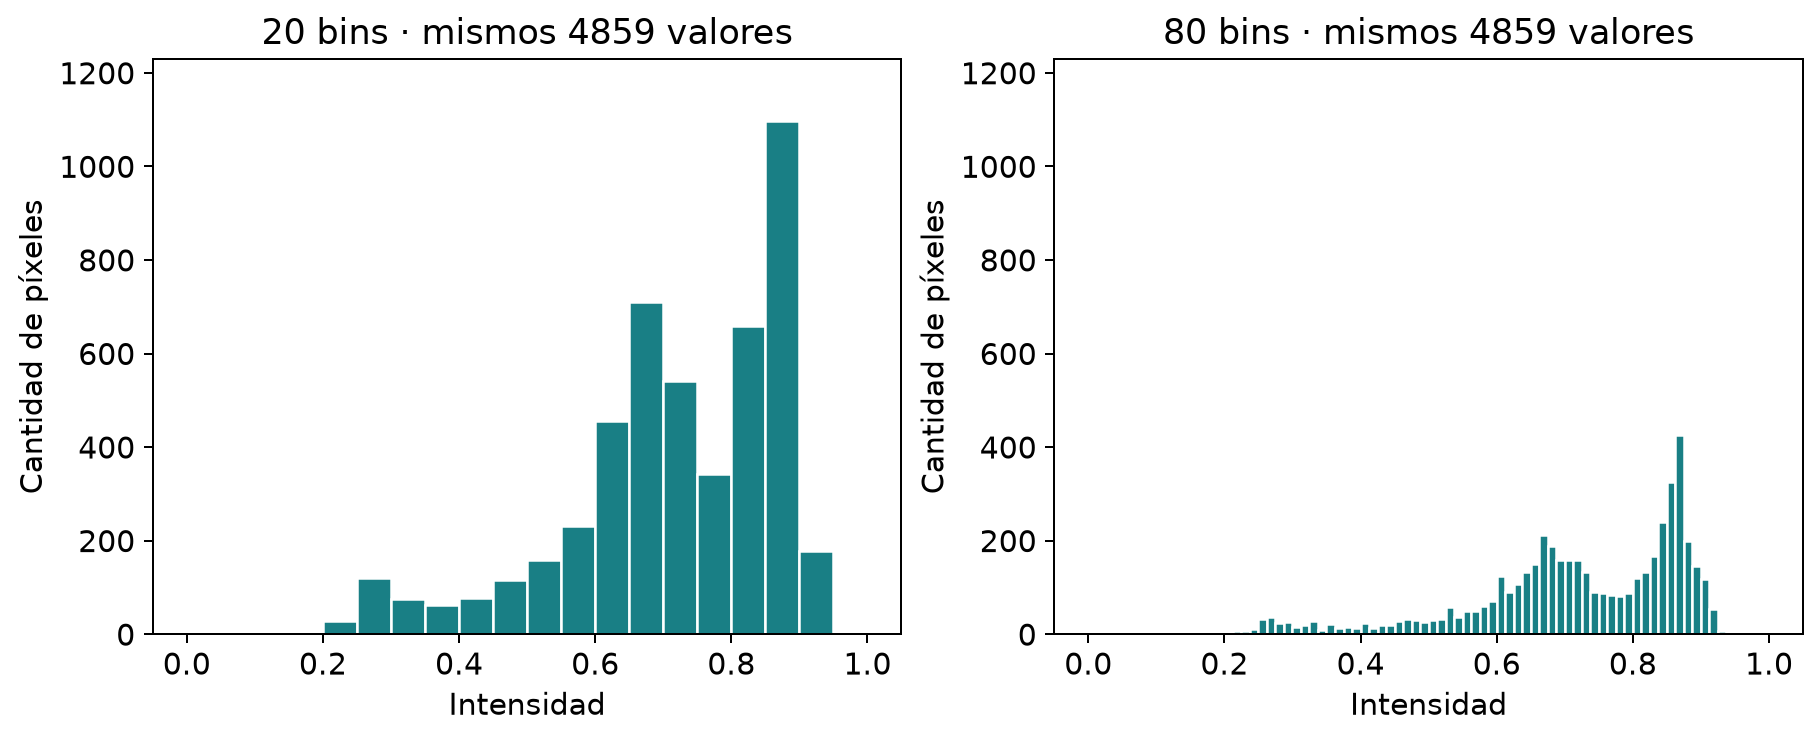 20 bins · mismos 4859 valores
1200
1000
800
600
400
200
0
Cantidad de píxeles
0.0 0.2 0.4 0.6 0.8 1.0
Intensidad
80 bins · mismos 4859 valores
1200
1000
800
600
400
200
0
Cantidad de píxeles
0.0 0.2 0.4 0.6 0.8 1.0
Intensidad